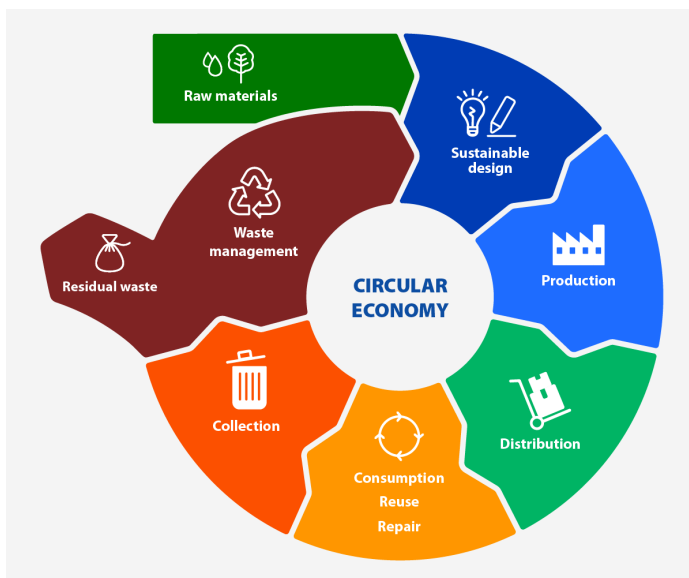 Raw materials
Sustainable
design
Production
Distribution
Consumption
Reuse
Repair
Collection
Waste
management
Residual waste
CIRCULAR
ECONOMY